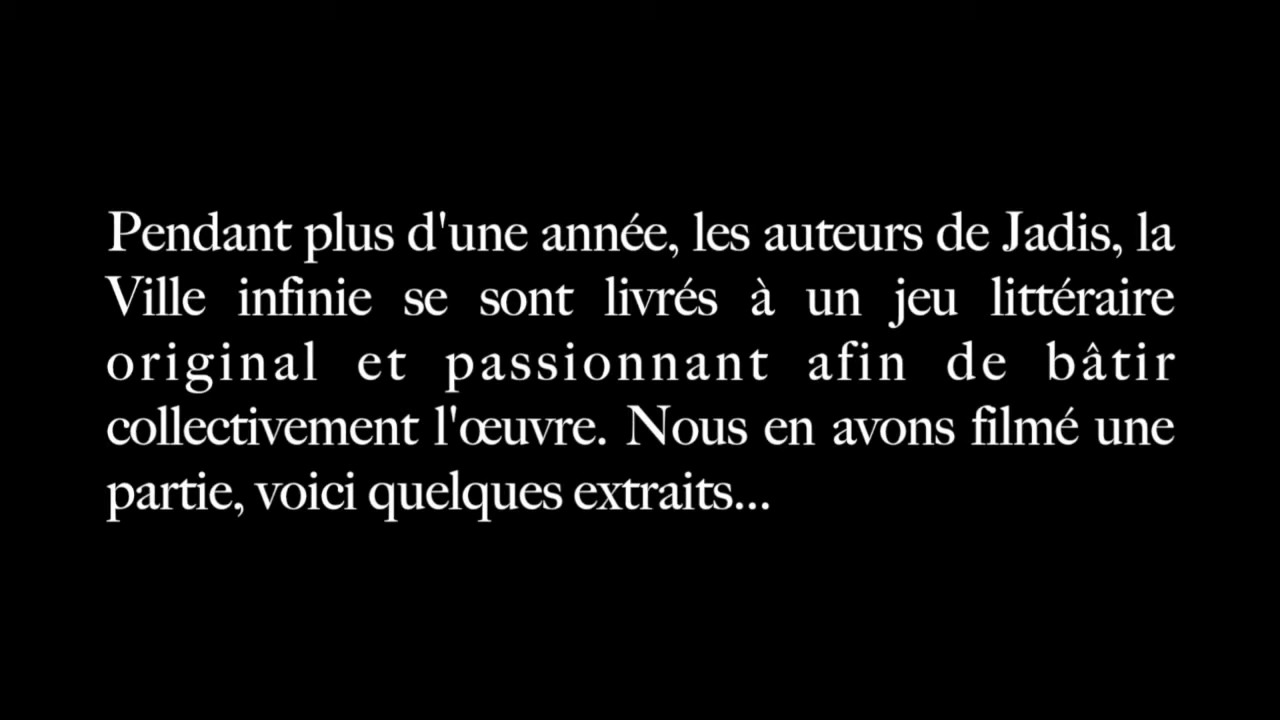 Pendant plus d'une année, les auteurs de Jadis, la
Ville infinie se sont livrés à un jeu littéraire
original et passionnant afin de bâtir
collectivement l'œuvre. Nous en avons filmé une
partie, voici quelques extraits...